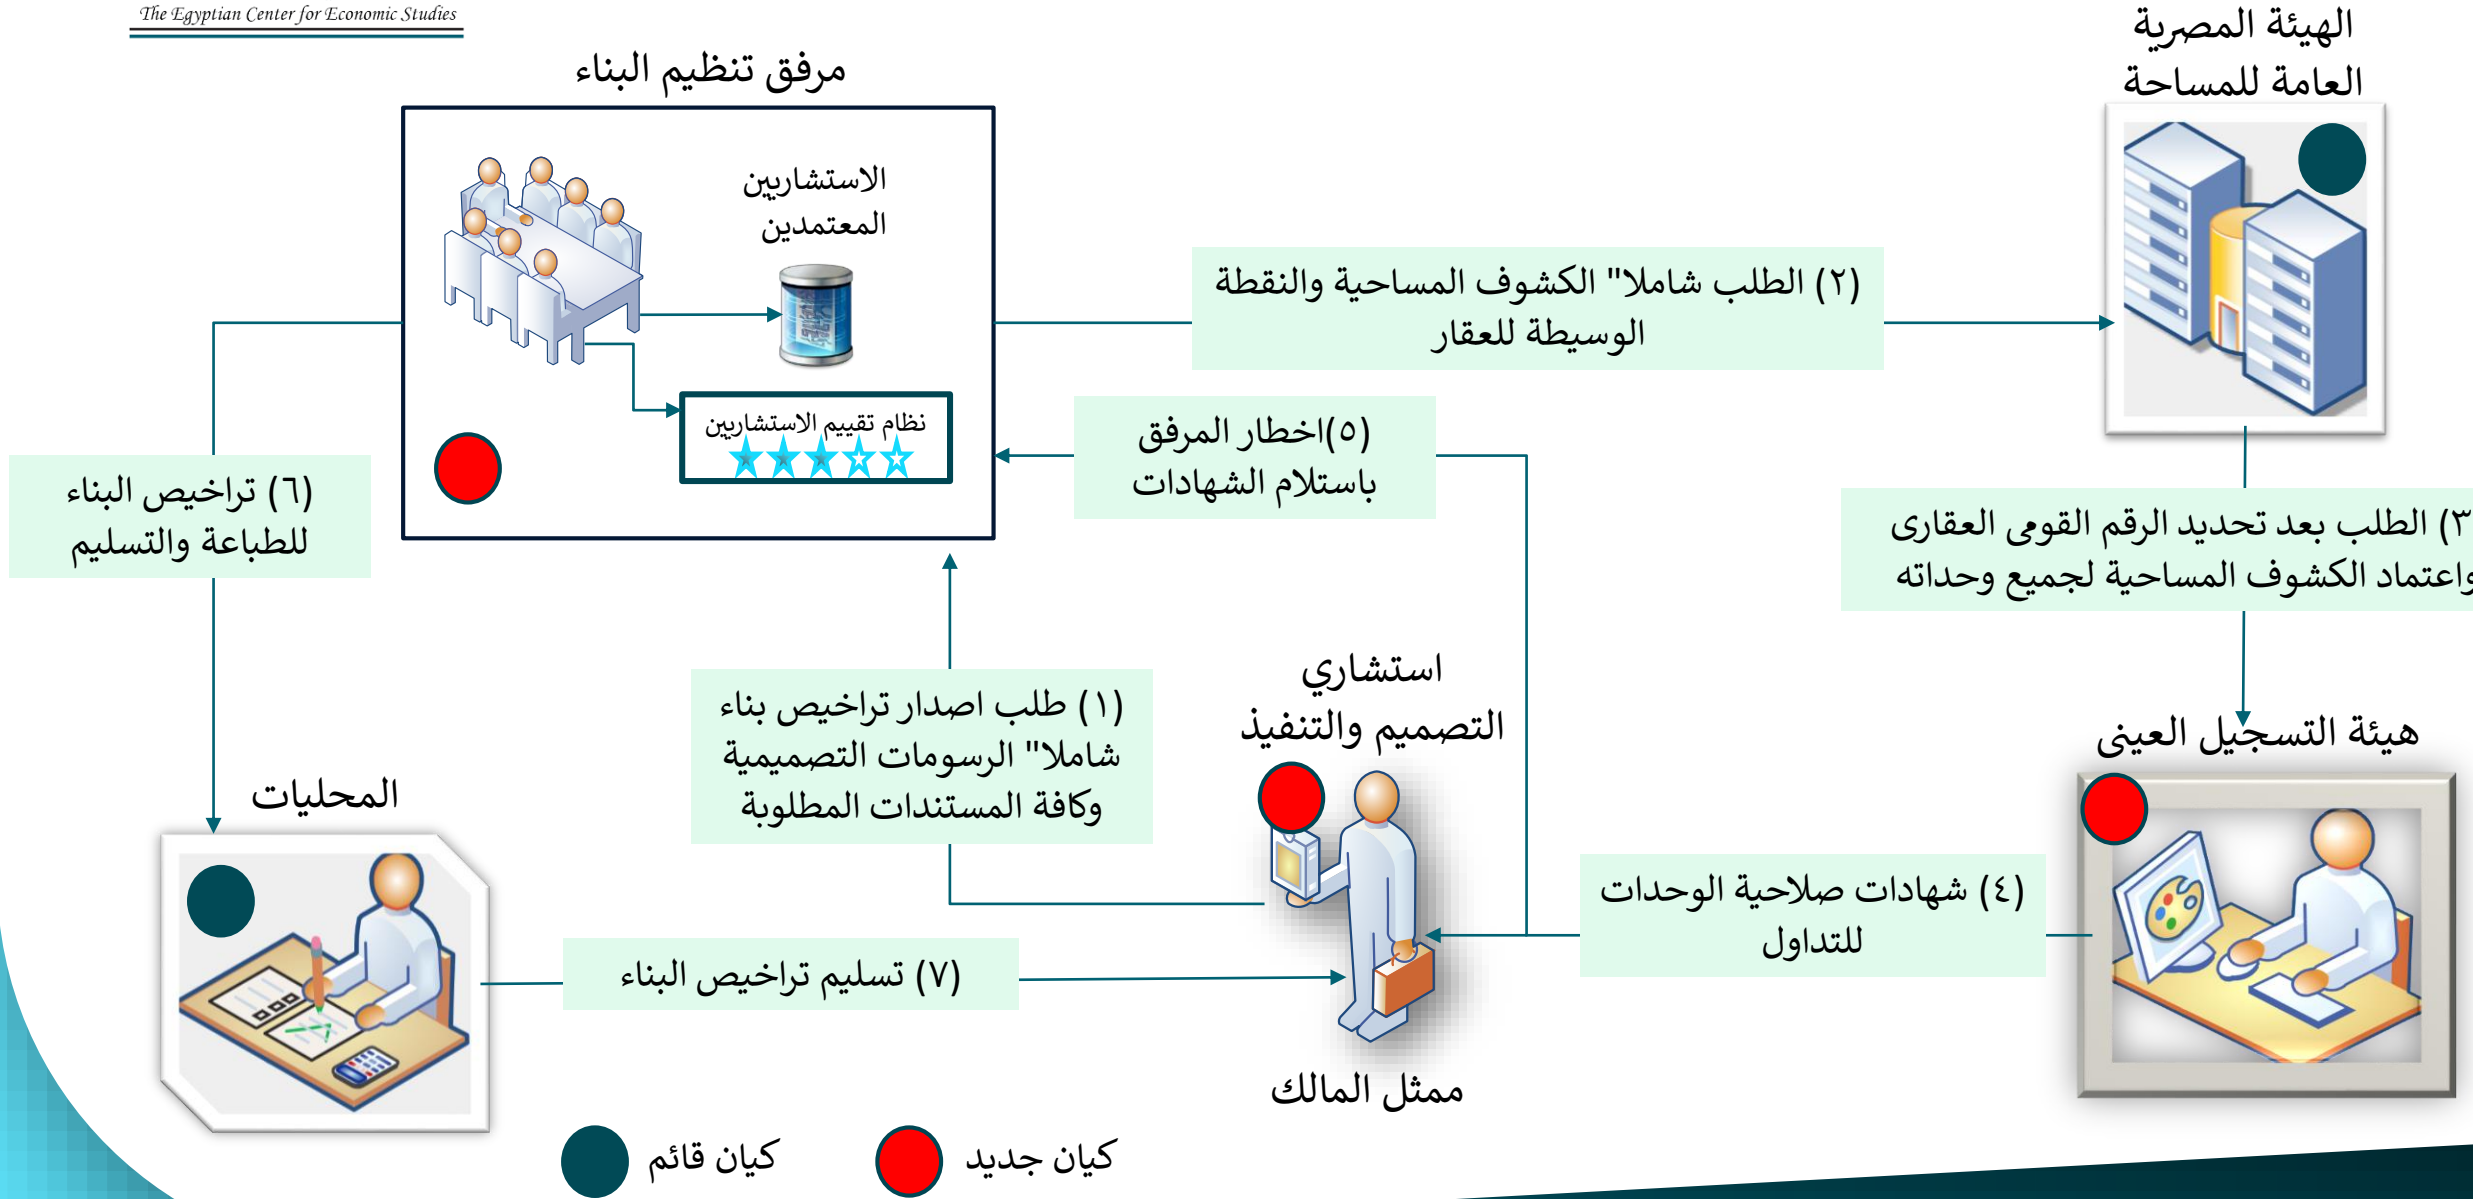 The Egyptian Center for Economic Studies
الهيئة المصرية
العامة للمساحة
مرفق تنظيم البناء
الاستشاريين
المعتمدين
نظام تقييم الاستشاريين
(٢) الطلب شاملا" الكشوف المساحية والنقطة
الوسيطة للعقار
(٥)اخطار المرفق
باستلام الشهادات
(٦) تراخيص البناء
للطباعة والتسليم
٣) الطلب بعد تحديد الرقم القومى العقارى
واعتماد الكشوف المساحية لجميع وحداته
(١) طلب اصدار تراخيص بناء
شاملا" الرسومات التصميمية
وكافة المستندات المطلوبة
استشاري
التصميم والتنفيذ
هيئة التسجيل العينى
المحليات
(٤) شهادات صلاحية الوحدات
للتداول
(٧) تسليم تراخيص البناء
ممثل المالك
كيان جديد
كيان قائم